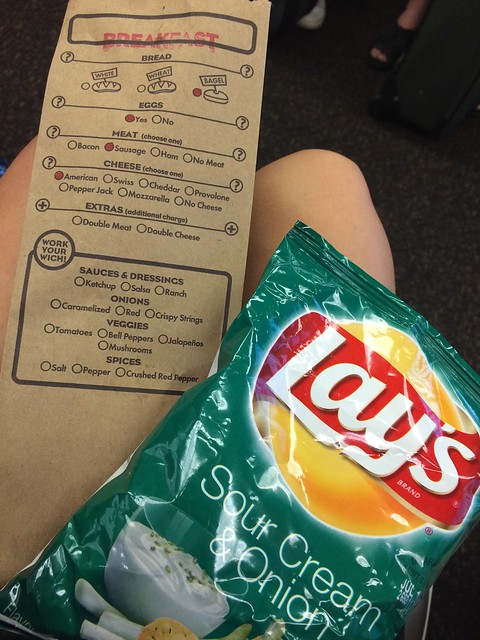 BREAKFAST
BREAD
WHITE WHEAT BAGEL
? ?
EGGS
? Yes No ?
MEAT (choose one)
? Bacon Sausage Ham No Meat ?
CHEESE (choose one)
? American Swiss Cheddar Provolone ?
Pepper Jack Mozzarella No Cheese
EXTRAS (additional charge)
+ Double Meat Double Cheese +
WORK
YOUR
WICH!
SAUCES & DRESSINGS
Ketchup Salsa Ranch
ONIONS
Caramelized Red Crispy Strings
VEGGIES
Tomatoes Bell Peppers Jalapeños
Mushrooms
SPICES
Salt Pepper Crushed Red Pepper
Lay's
BRAND
®
Sour Cream
& Onion
JUL